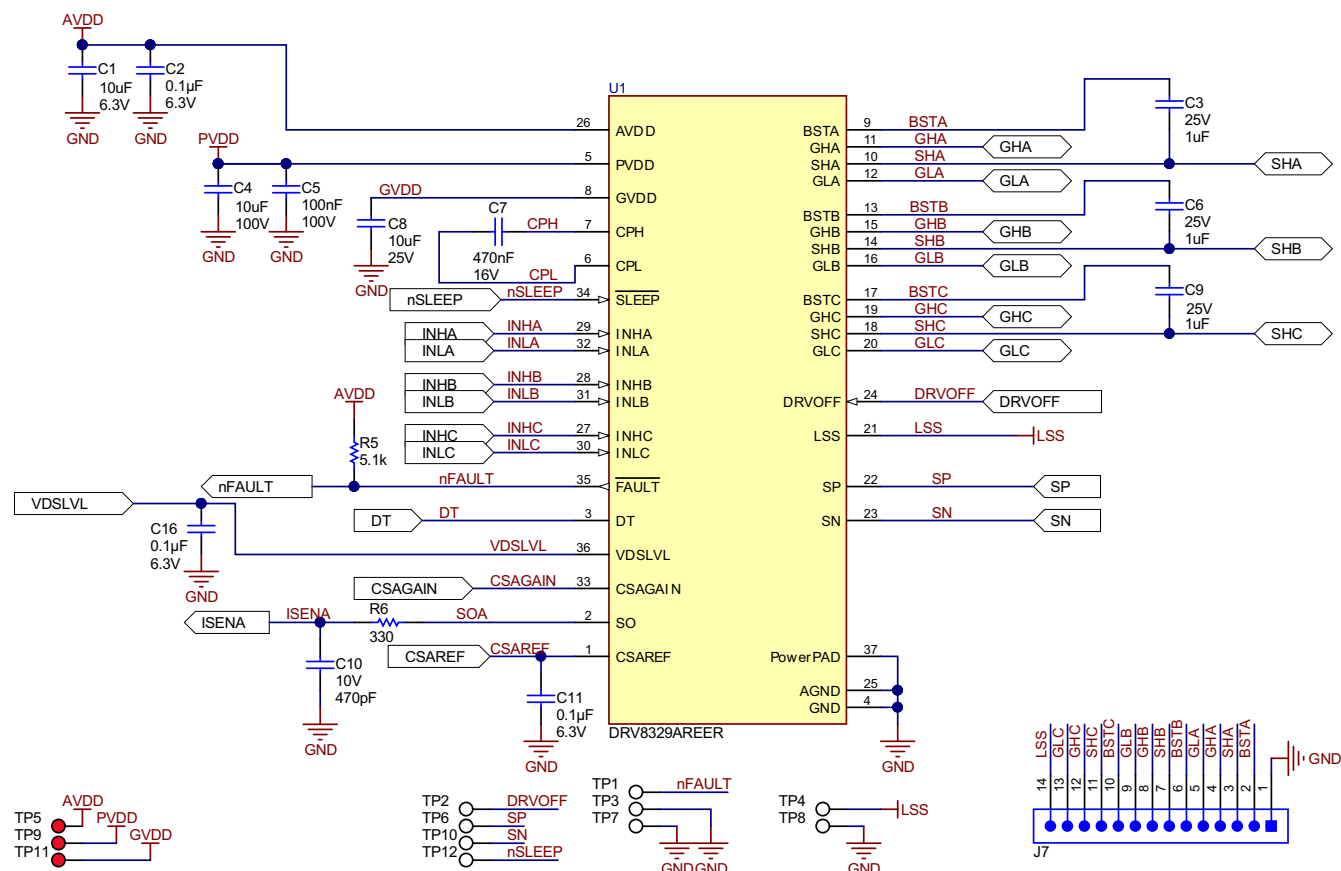 AVDD
C1
10uF
6.3V
GND
C2
0.1µF
6.3V
GND
PVDD
C4
10uF
100V
GND
C5
100nF
100V
GND
GVDD
C8
10uF
25V
GND
C7
470nF
16V
CPH
CPL
nSLEEP
nSLEEP
INHA
INHA
INLA
INLA
INHB
INHB
INLB
INLB
INHC
INHC
INLC
INLC
AVDD
R5
5.1k
nFAULT
nFAULT
VDSLVL
C16
0.1µF
6.3V
GND
DT
DT
VDSLVL
CSAGAIN
CSAGAIN
ISENA
ISENA
R6
330
SOA
C10
10V
470pF
GND
CSAREF
CSAREF
C11
0.1µF
6.3V
GND
U1
26 AVDD
5 PVDD
8 GVDD
7 CPH
6 CPL
34 SLEEP
29 INHA
32 INLA
28 INHB
31 INLB
27 INHC
30 INLC
35 FAULT
3 DT
36 VDSLVL
33 CSAGAIN
2 SO
1 CSAREF
DRV8329AREER
BSTA 9 BSTA
GHA 11 GHA GHA
SHA 10 SHA SHA
GLA 12 GLA GLA
C3
25V
1uF
BSTB 13 BSTB
GHB 15 GHB GHB
SHB 14 SHB SHB
GLB 16 GLB GLB
C6
25V
1uF
BSTC 17 BSTC
GHC 19 GHC GHC
SHC 18 SHC SHC
GLC 20 GLC GLC
C9
25V
1uF
DRVOFF 24 DRVOFF DRVOFF
LSS 21 LSS LSS
SP 22 SP SP
SN 23 SN SN
PowerPAD 37
AGND 25
GND 4
GND
TP5 AVDD
TP9 PVDD
TP11 GVDD
TP2 DRVOFF
TP6 SP
TP10 SN
TP12 nSLEEP
TP1 nFAULT
TP3
TP7
GND GND
TP4 LSS
TP8
GND
LSS GLC GHC SHC BSTC GLB GHB SHB BSTB GLA GHA SHA BSTA GND
14 13 12 11 10 9 8 7 6 5 4 3 2 1
J7